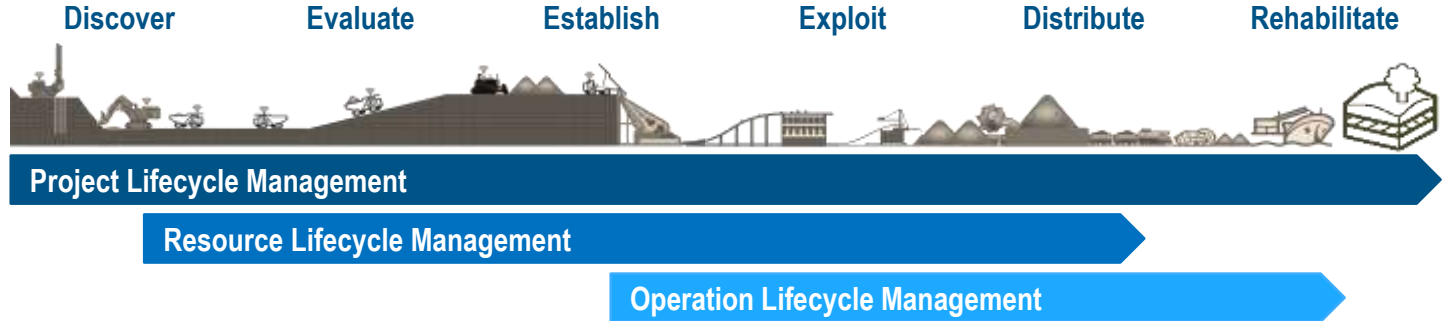 Discover Evaluate Establish Exploit Distribute Rehabilitate
Project Lifecycle Management
Resource Lifecycle Management
Operation Lifecycle Management